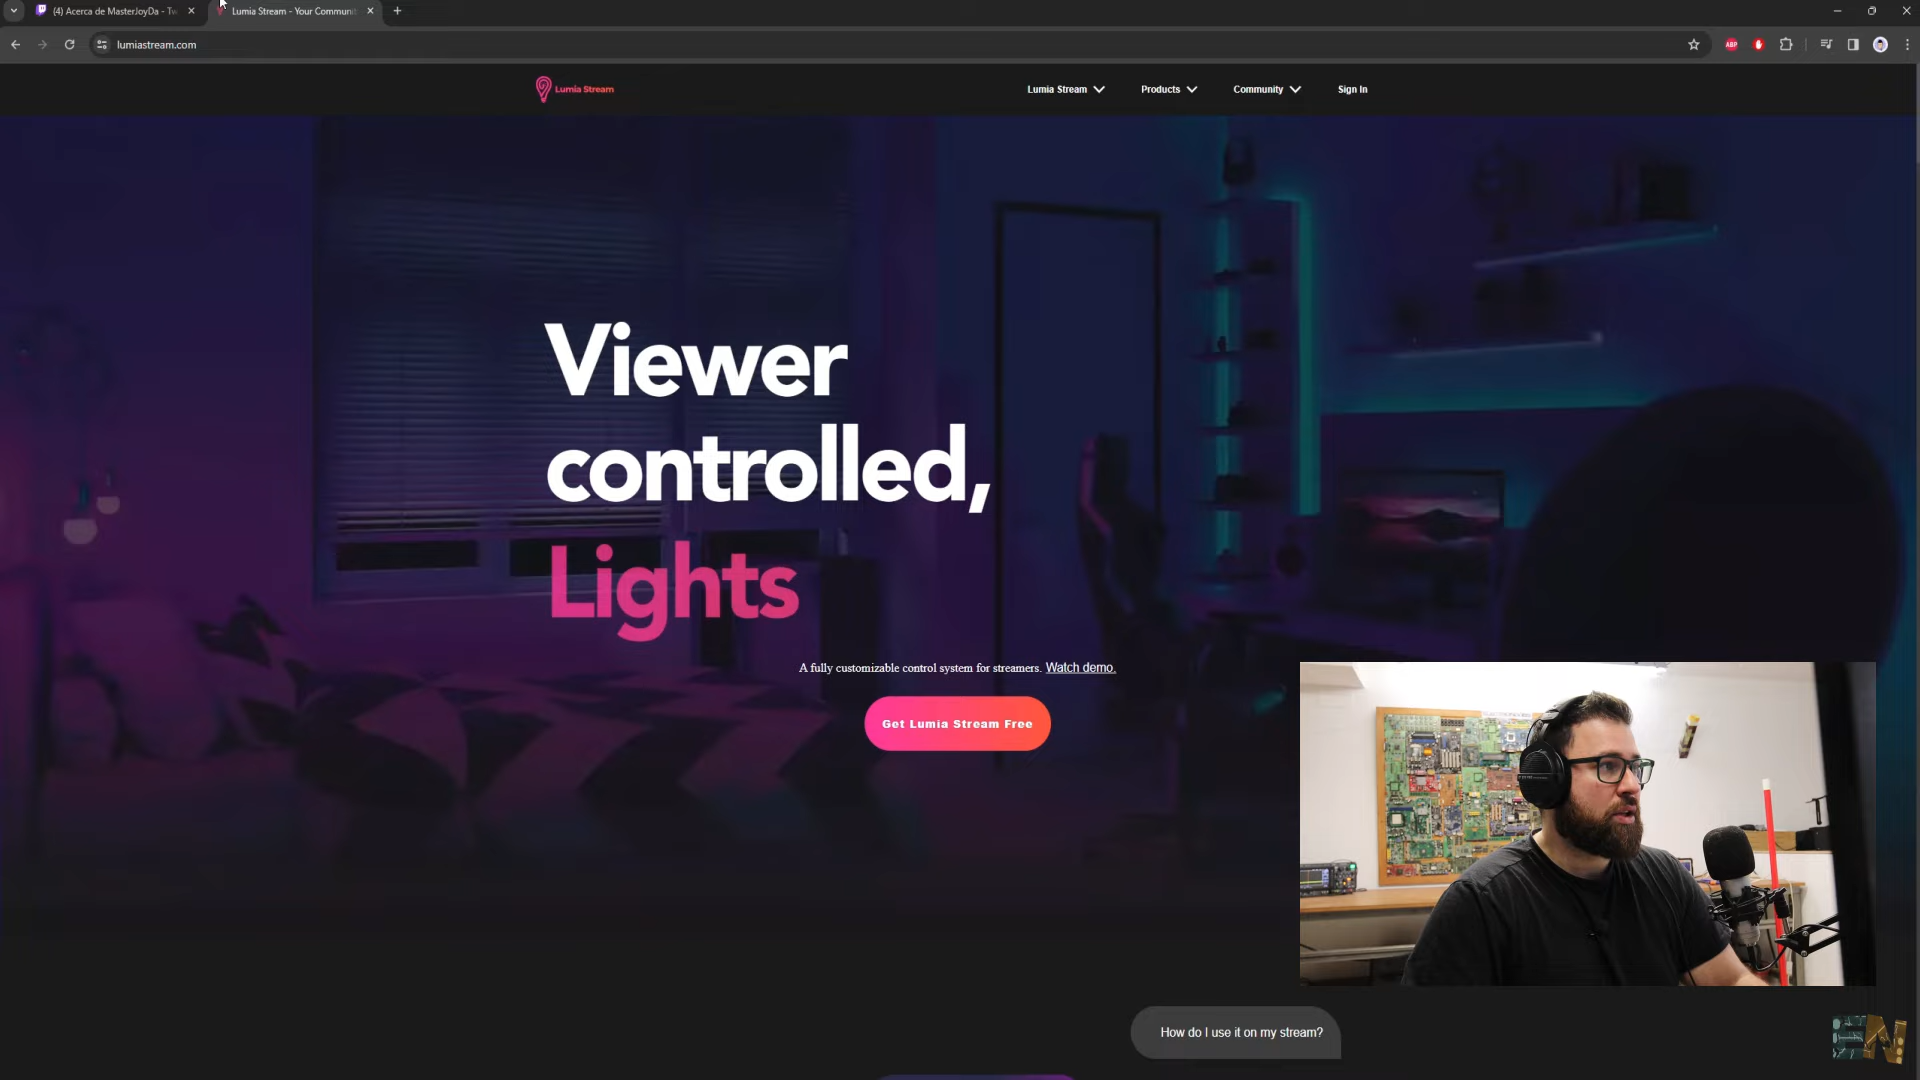 (4) Acerca de MasterJoyDa - Tw
Lumia Stream - Your Communit
lumiastream.com
ABP
Lumia Stream
Lumia Stream
Products
Community
Sign In
Viewer
controlled,
Lights
A fully customizable control system for streamers. Watch demo.
Get Lumia Stream Free
How do I use it on my stream?
EN